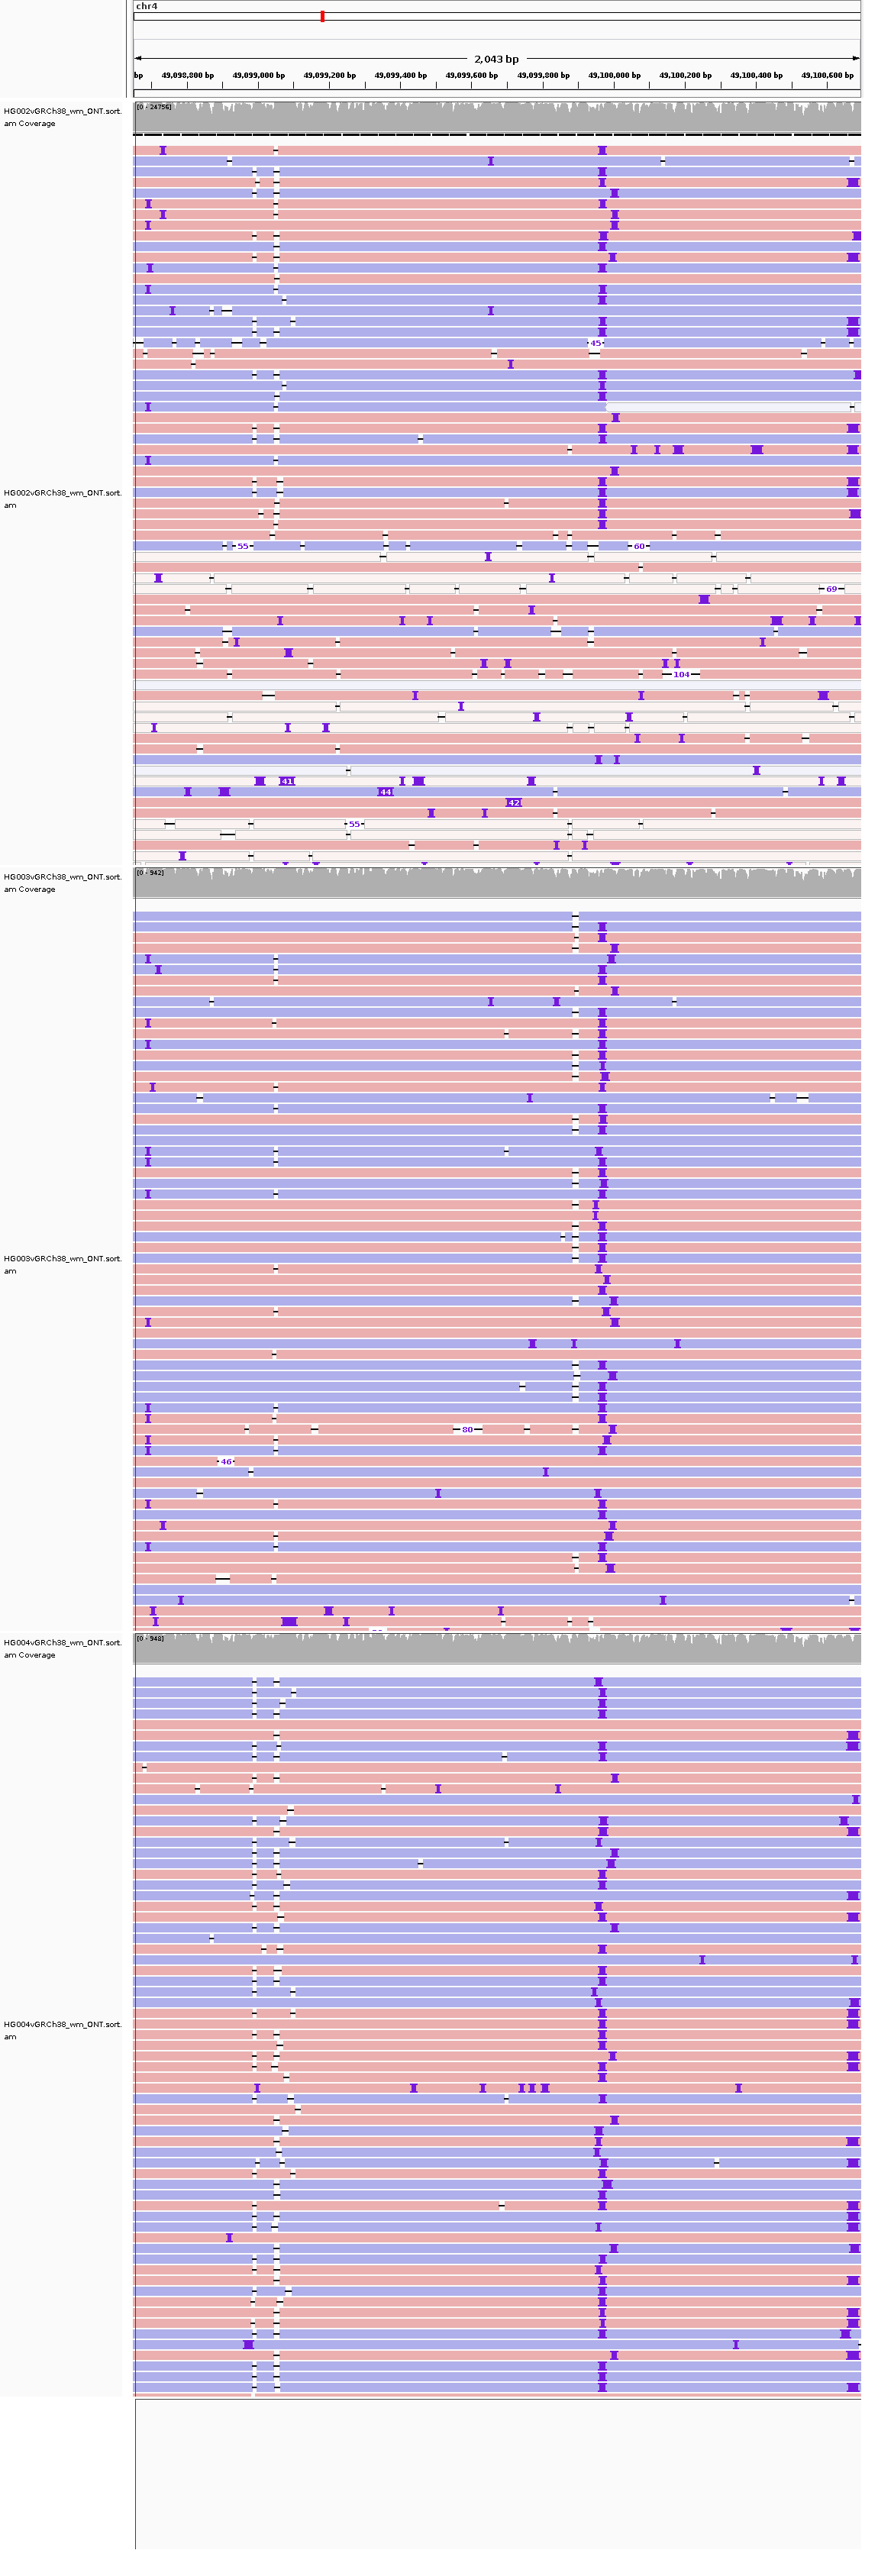 chr4
2,043 bp
bp 49,098,800 bp 49,099,000 bp 49,099,200 bp 49,099,400 bp 49,099,600 bp 49,099,800 bp 49,100,000 bp 49,100,200 bp 49,100,400 bp 49,100,600 bp
HG002vGRCh38_wm_ONT.sort.
am Coverage
[0 - 24756]
45
HG002vGRCh38_wm_ONT.sort.
am
55
60
69
104
41
44
42
55
HG003vGRCh38_wm_ONT.sort.
am Coverage
[0 - 942]
HG003vGRCh38_wm_ONT.sort.
am
80
46
HG004vGRCh38_wm_ONT.sort.
am Coverage
[0 - 948]
HG004vGRCh38_wm_ONT.sort.
am